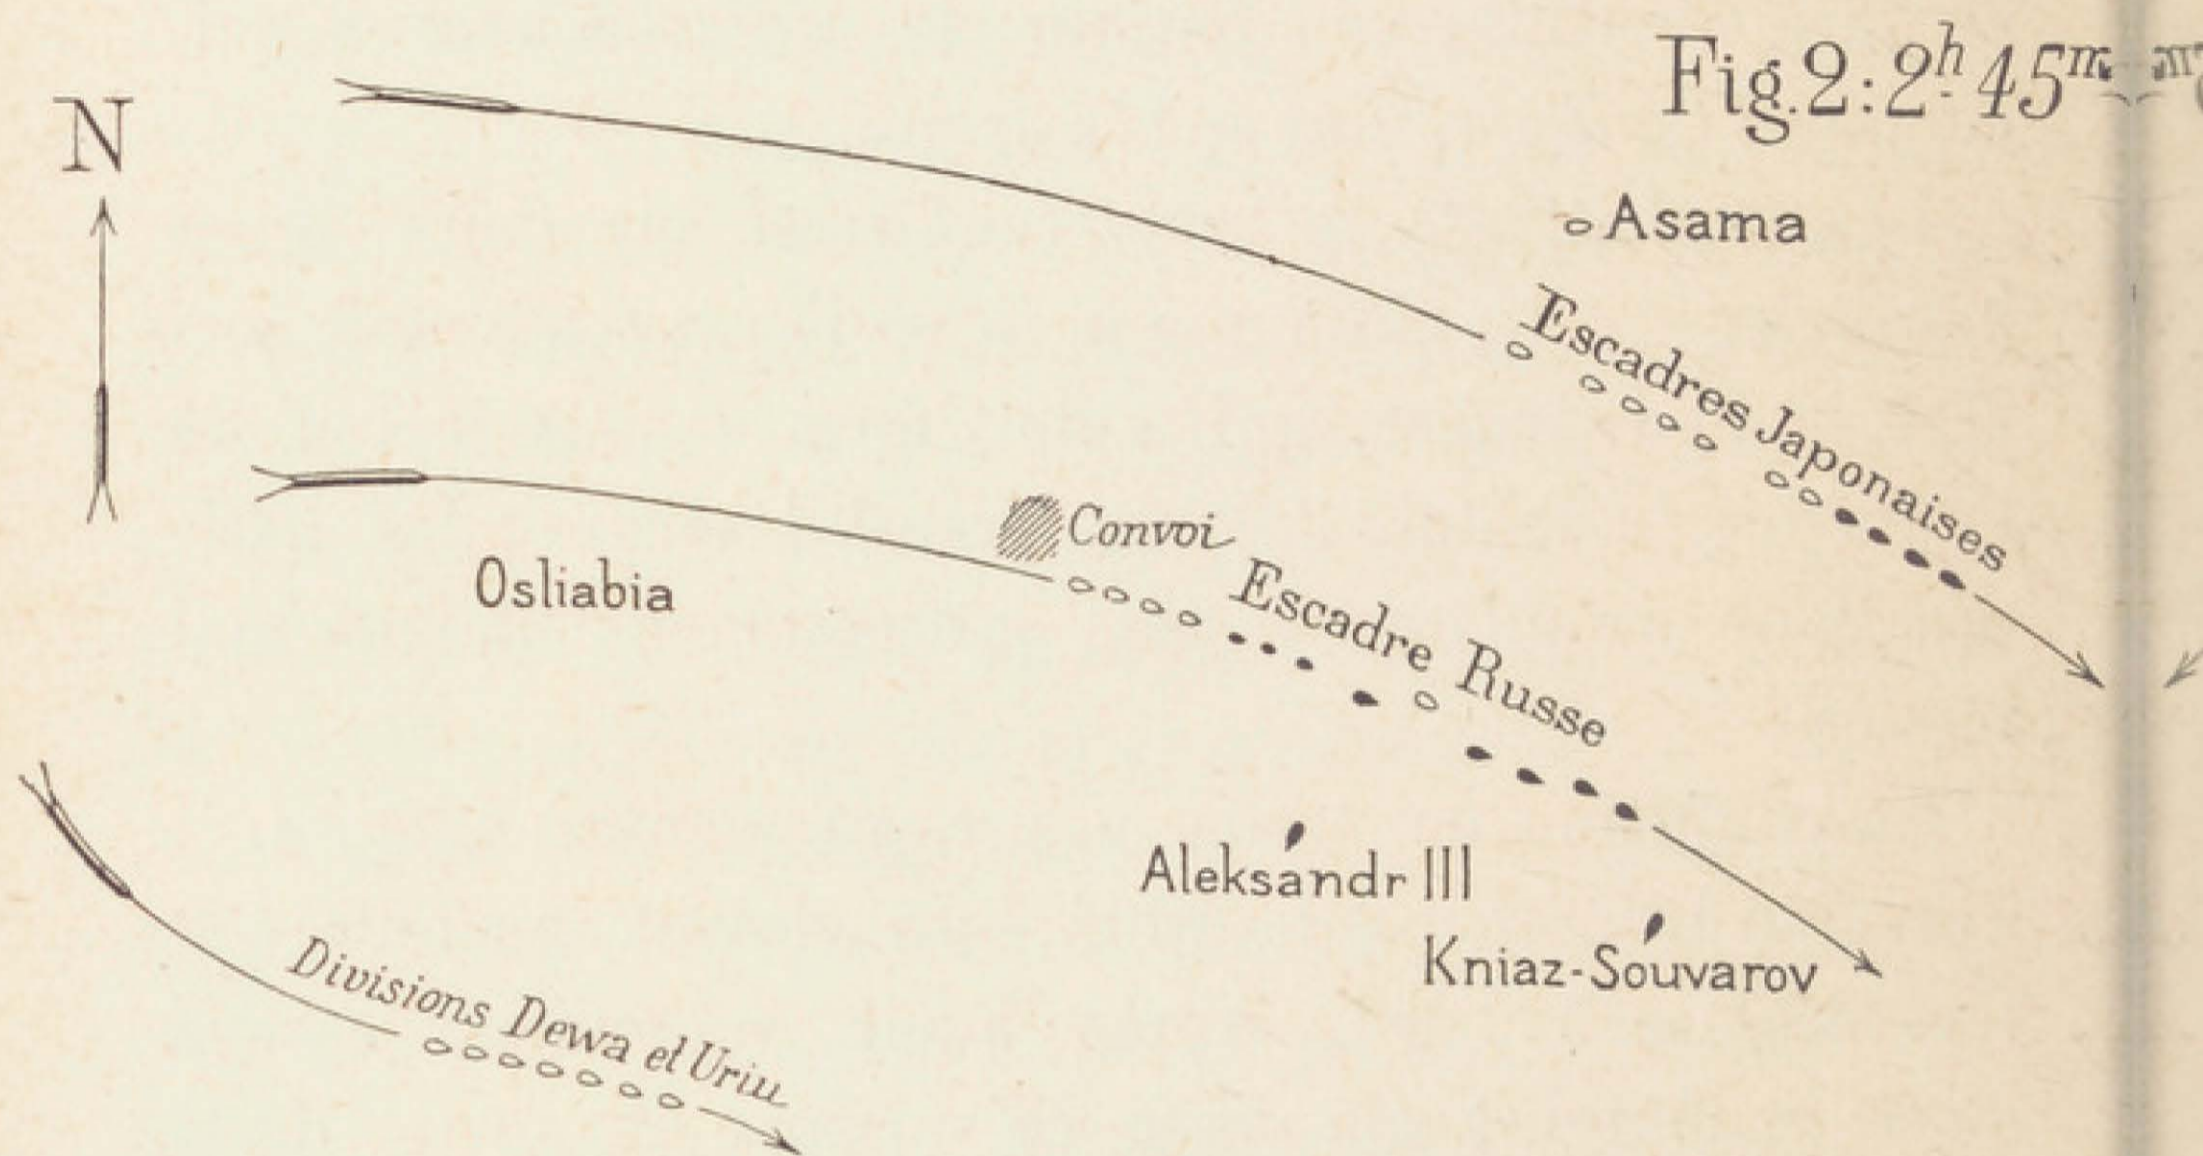 Fig. 2: 2h 45m
N
Asama
Escadres Japonaises
Convoi
Osliabia
Escadre Russe
Aleksandr III
Kniaz-Souvarov
Divisions Dewa et Uriu